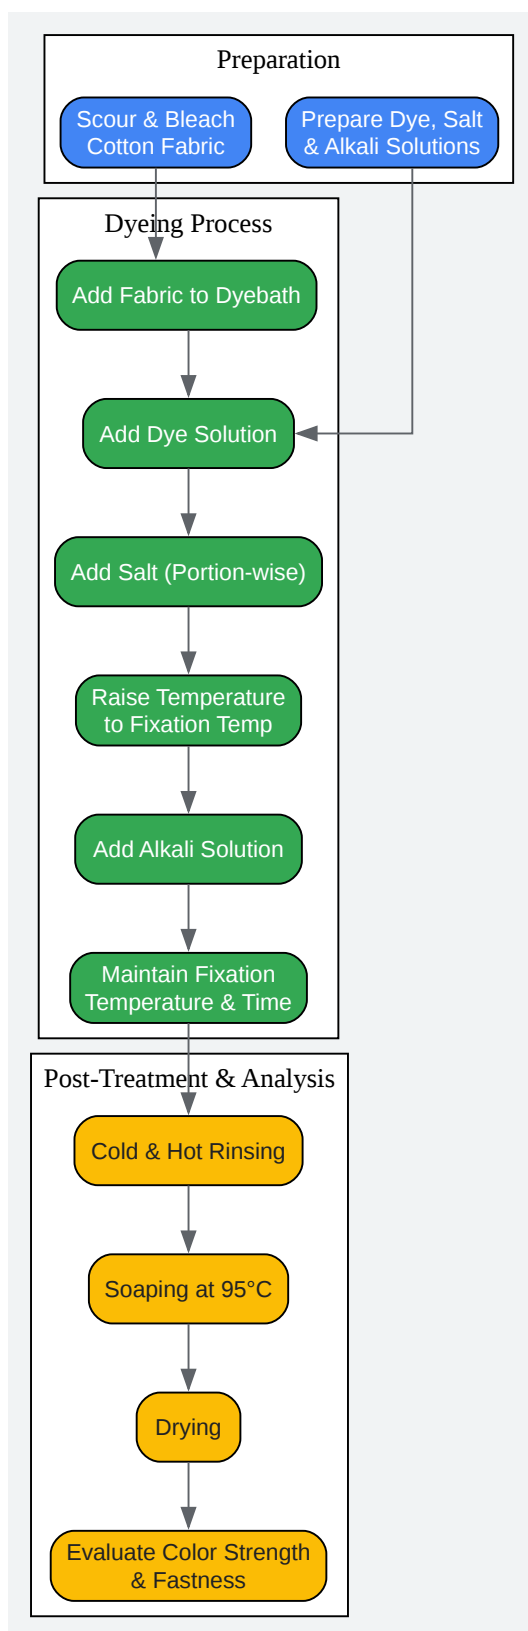 Preparation
Scour & Bleach
Cotton Fabric
Prepare Dye, Salt
& Alkali Solutions
Dyeing Process
Add Fabric to Dyebath
Add Dye Solution
Add Salt (Portion-wise)
Raise Temperature
to Fixation Temp
Add Alkali Solution
Maintain Fixation
Temperature & Time
Post-Treatment & Analysis
Cold & Hot Rinsing
Soaping at 95°C
Drying
Evaluate Color Strength
& Fastness